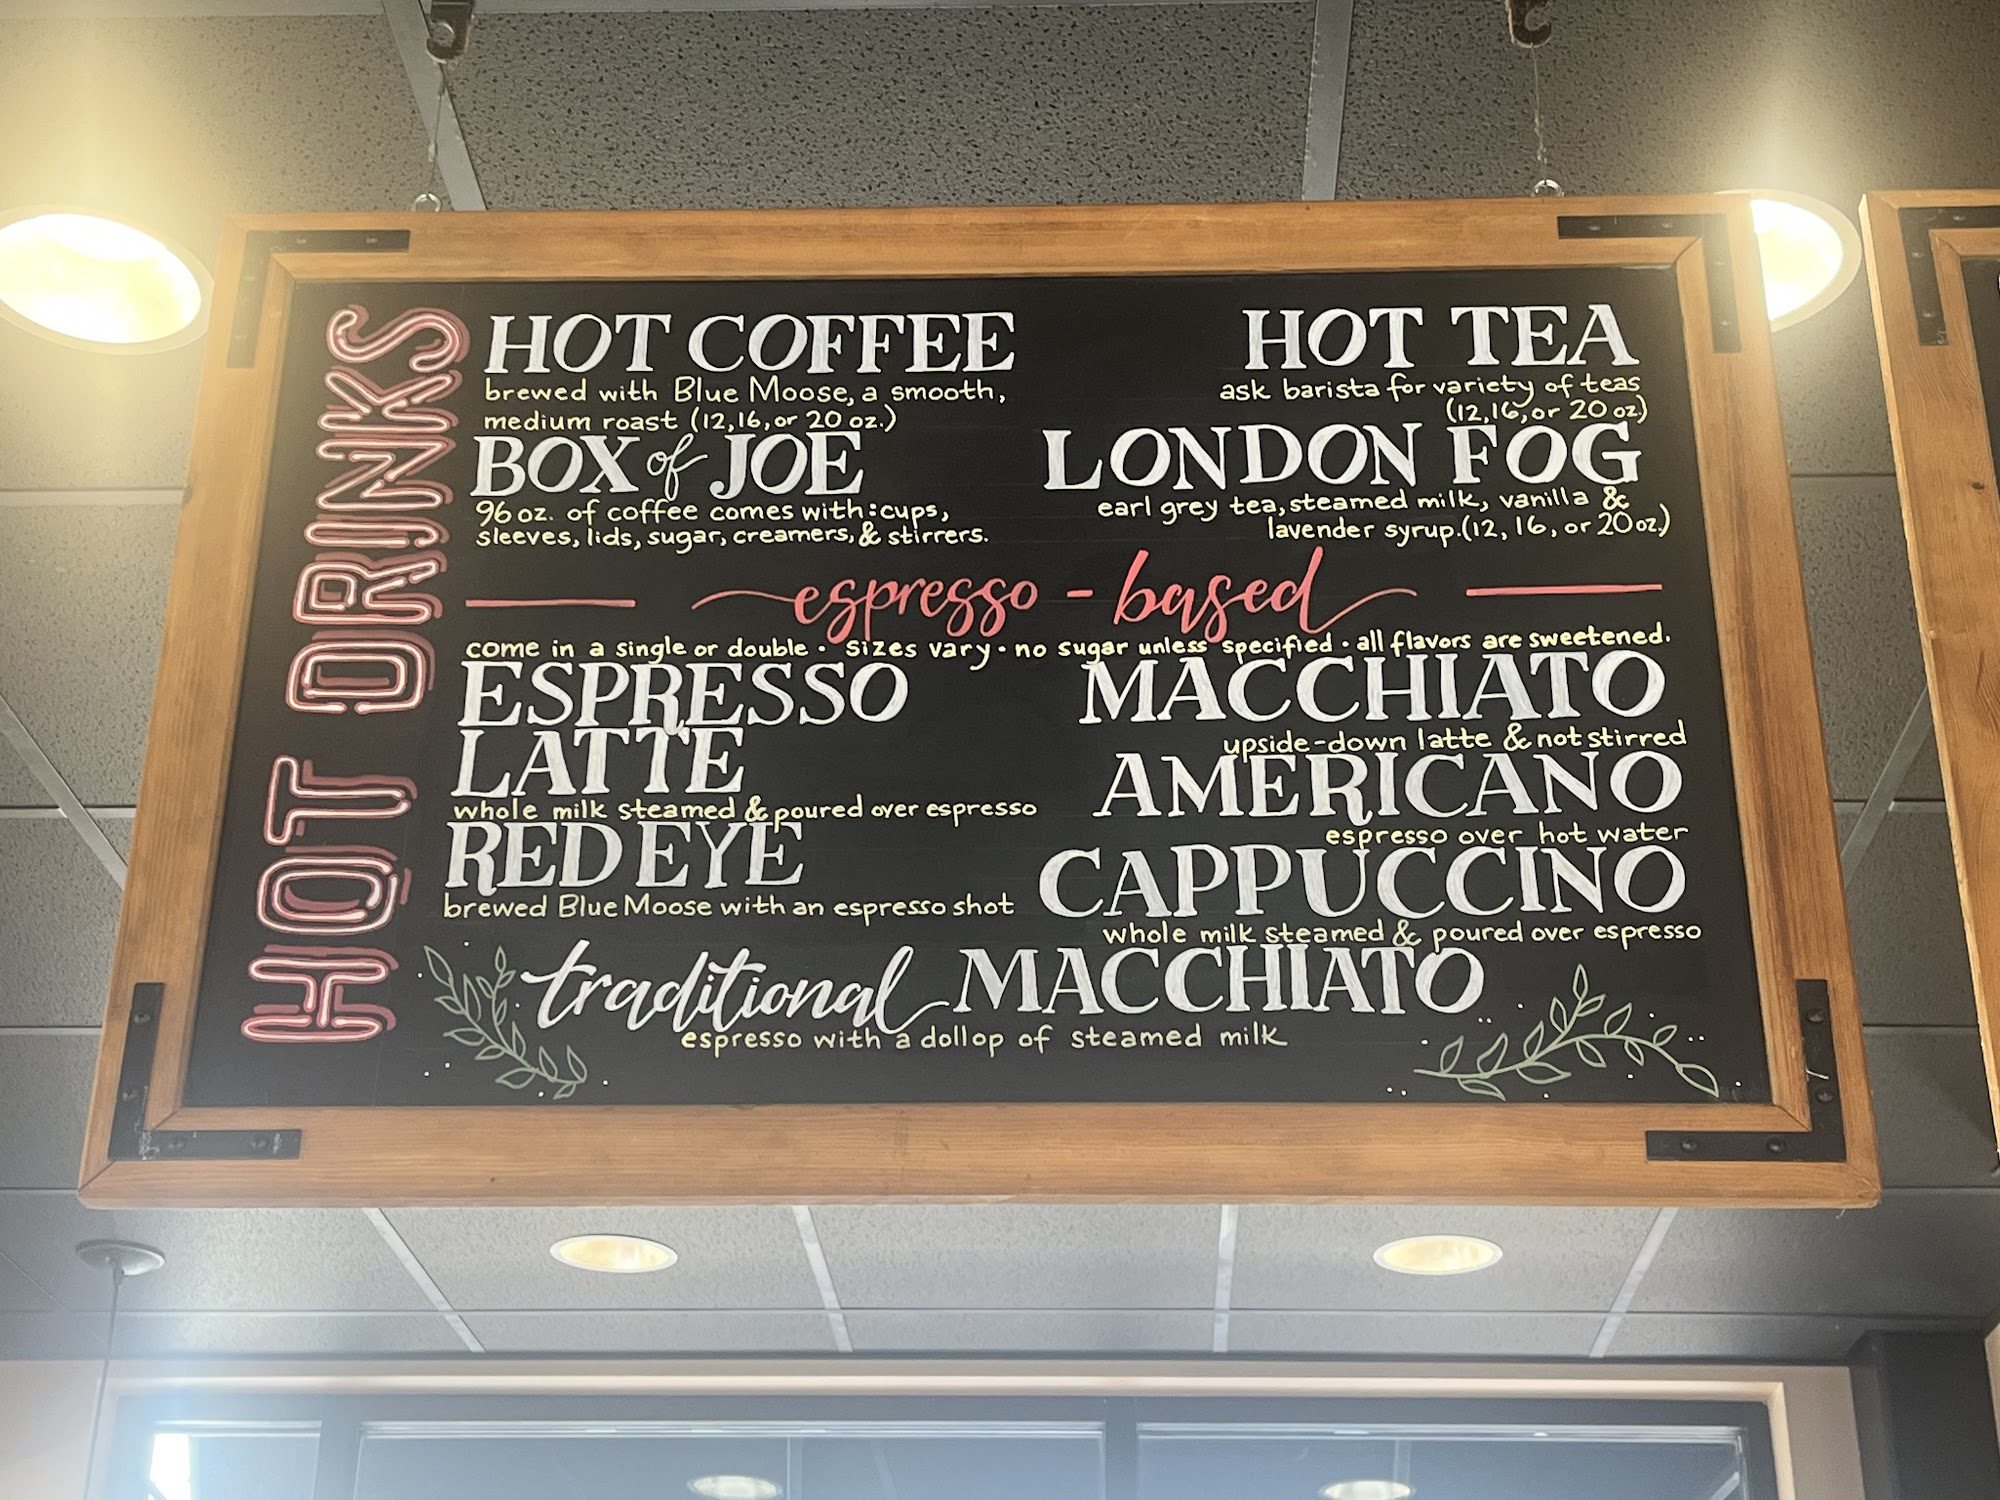 HOT DRINKS
HOT COFFEE
brewed with Blue Moose, a smooth,
medium roast (12,16, or 20 oz.)
BOX of JOE
96 oz. of coffee comes with: cups,
sleeves, lids, sugar, creamers, & stirrers.
HOT TEA
ask barista for variety of teas
(12,16, or 20 oz.)
LONDON FOG
earl grey tea, steamed milk, vanilla &
lavender syrup. (12, 16, or 20 oz.)
espresso - based
come in a single or double · sizes vary · no sugar unless specified · all flavors are sweetened.
ESPRESSO
LATTE
whole milk steamed & poured over espresso
RED EYE
brewed Blue Moose with an espresso shot
MACCHIATO
upside-down latte & not stirred
AMERICANO
espresso over hot water
CAPPUCCINO
whole milk steamed & poured over espresso
traditional MACCHIATO
espresso with a dollop of steamed milk